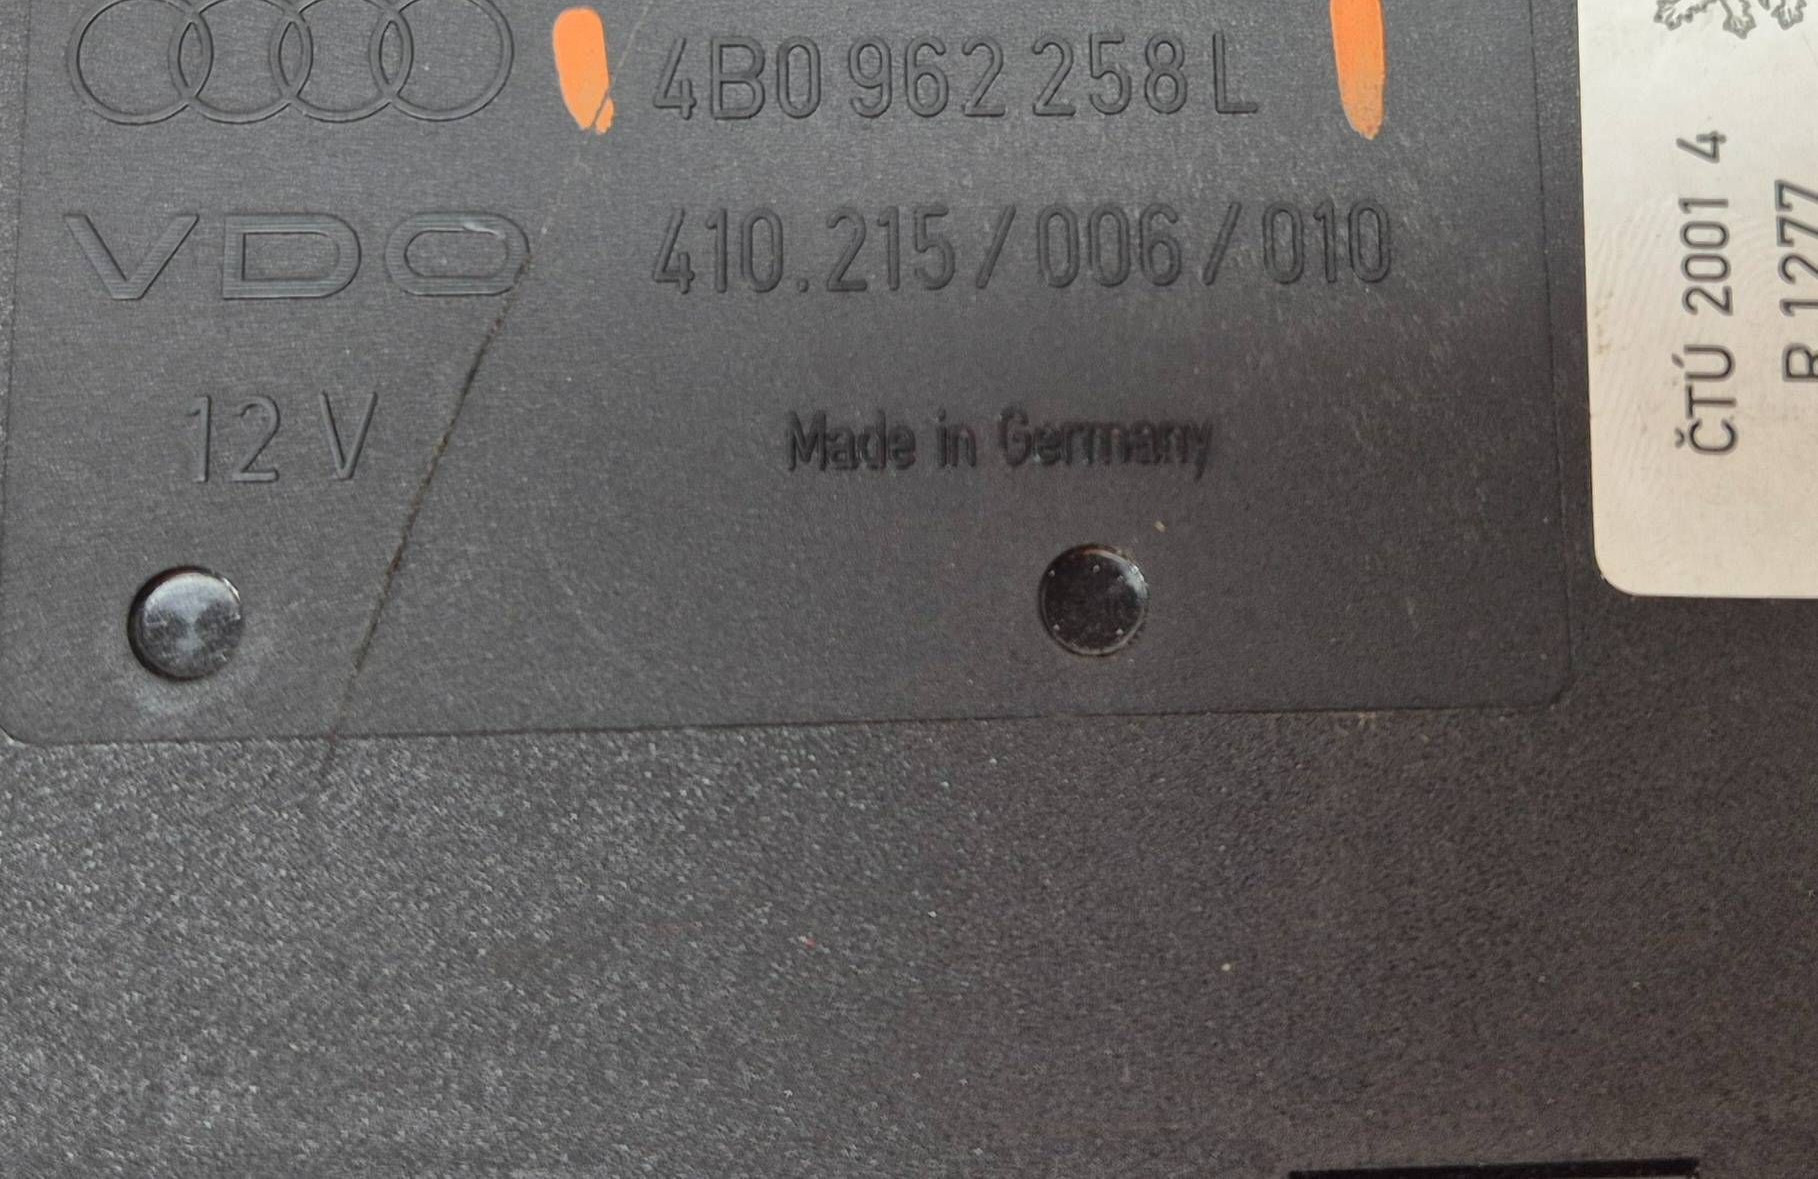 4B0 962 258 L
VDO 410.215/006/010
12 V Made in Germany
ČTÚ 2001 4